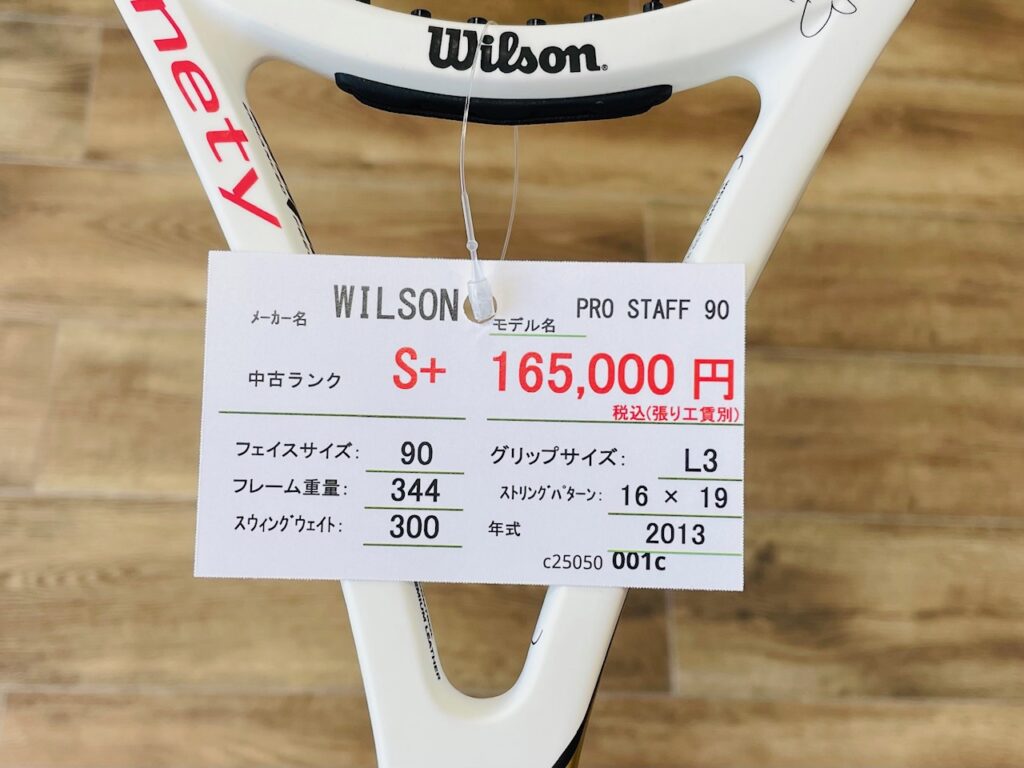 Wilson
nety
メーカー名 WILSON
モデル名 PRO STAFF 90
中古ランク S+
165,000 円
税込(張り工賃別)
フェイスサイズ: 90
グリップサイズ: L3
フレーム重量: 344
ストリングパターン: 16 × 19
スウィングウェイト: 300
年式 2013
c25050 001c
LEATHER